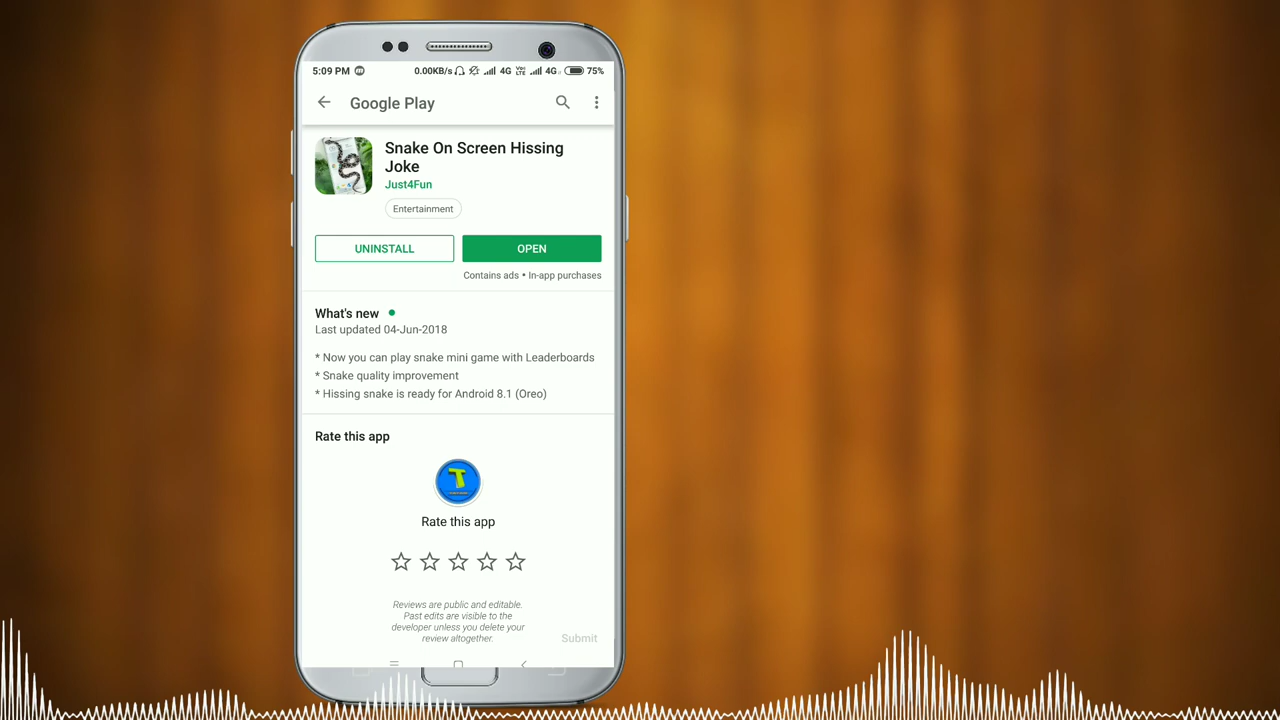 5:09 PM 0.00KB/s 4G VoLTE 4G 75%
Google Play
Snake On Screen Hissing
Joke
Just4Fun
Entertainment
UNINSTALL OPEN
Contains ads • In-app purchases
What's new
Last updated 04-Jun-2018
* Now you can play snake mini game with Leaderboards
* Snake quality improvement
* Hissing snake is ready for Android 8.1 (Oreo)
Rate this app
T
Rate this app
Reviews are public and editable.
Past edits are visible to the
developer unless you delete your
review altogether.
Submit